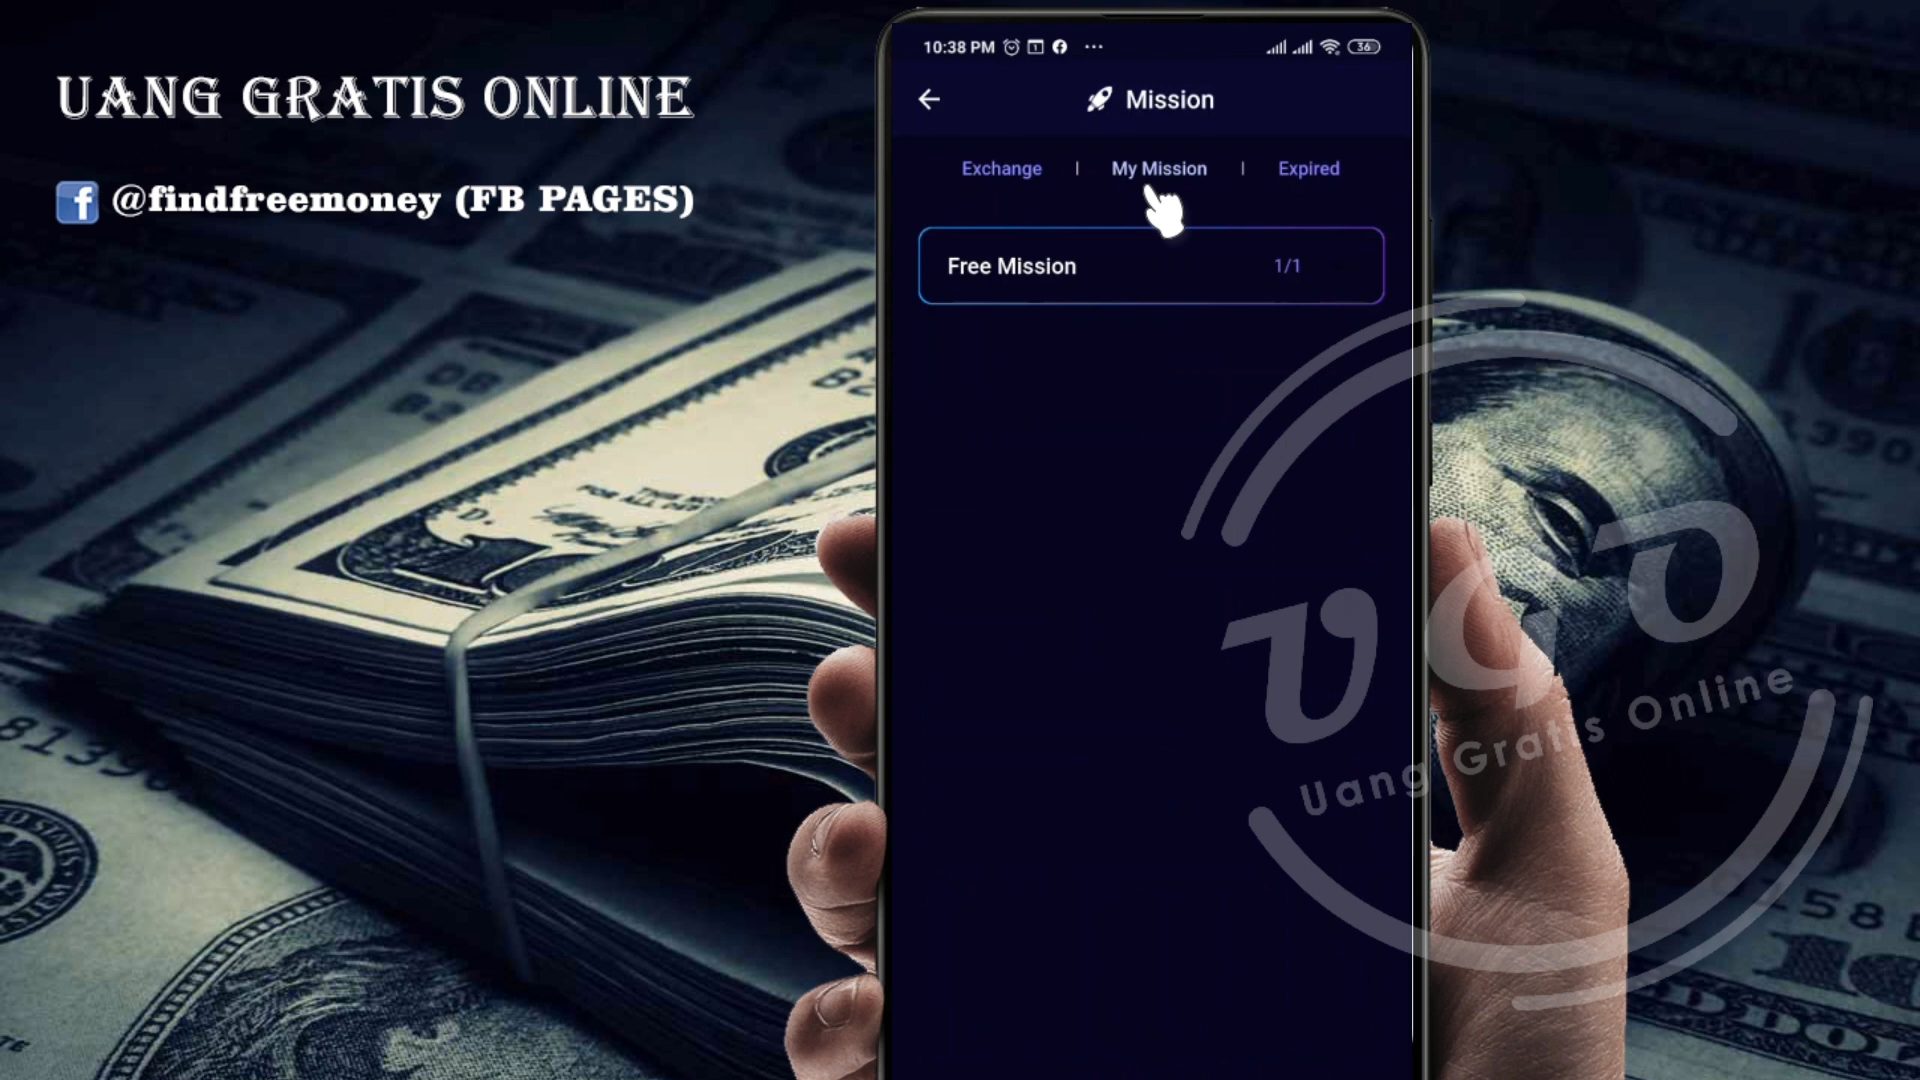 UANG GRATIS ONLINE
@findfreemoney (FB PAGES)
10:38 PM
36
Mission
Exchange | My Mission | Expired
Free Mission 1/1
UGO
Uang Gratis Online